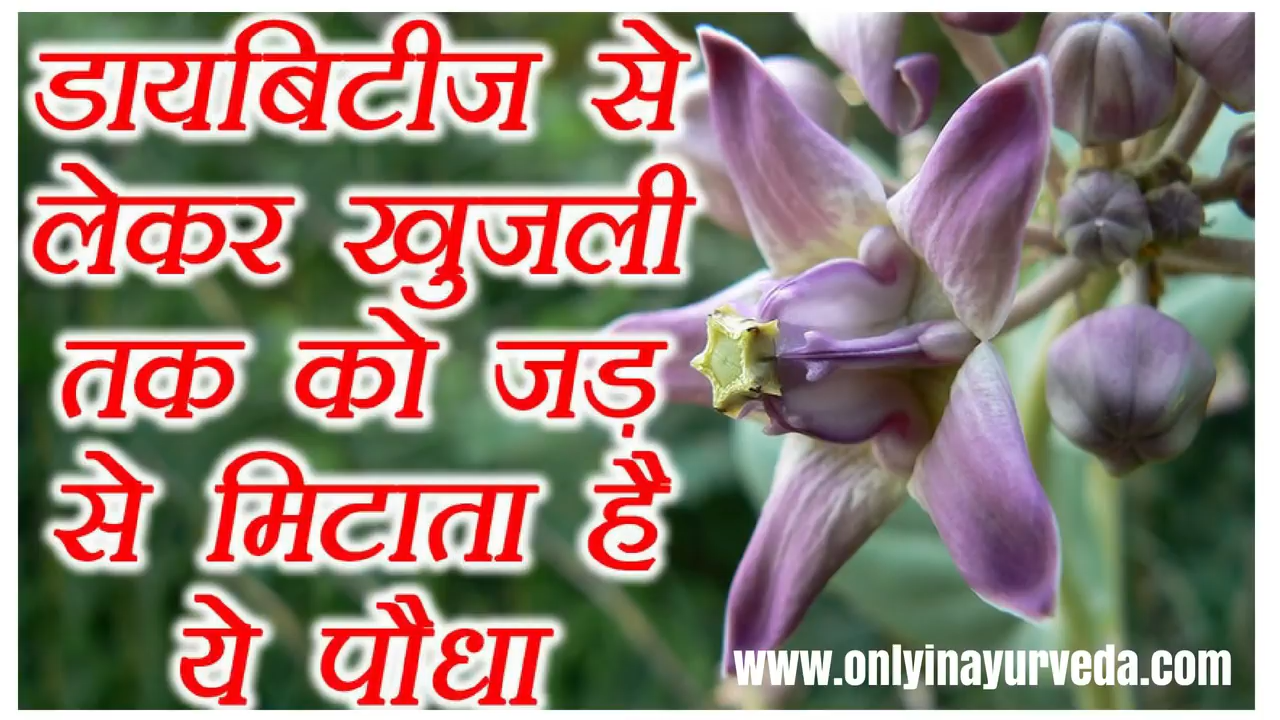 डायबिटीज से
लेकर खुजली
तक को जड़
से मिटाता है
ये पौधा
www.onlyinayurveda.com